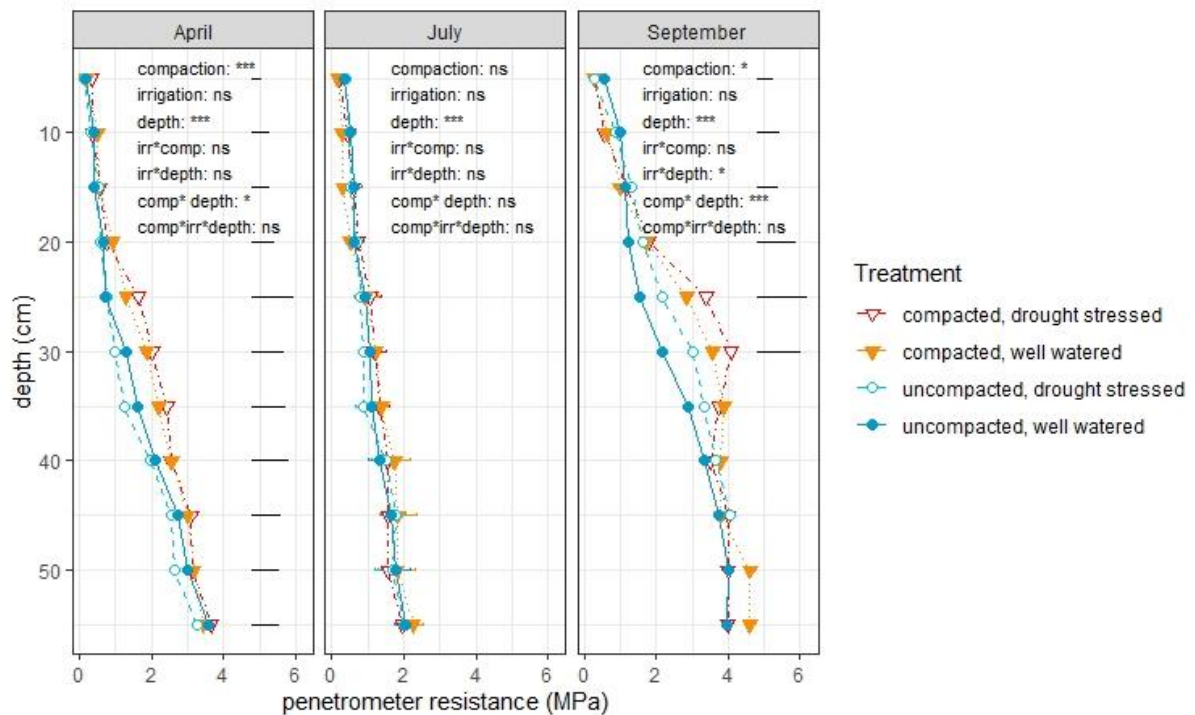 April
July
September
compaction: ***
irrigation: ns
depth: ***
irr*comp: ns
irr*depth: ns
comp* depth: *
comp*irr*depth: ns
compaction: ns
irrigation: ns
depth: ***
irr*comp: ns
irr*depth: ns
comp* depth: ns
comp*irr*depth: ns
compaction: *
irrigation: ns
depth: ***
irr*comp: ns
irr*depth: *
comp* depth: ***
comp*irr*depth: ns
depth (cm)
10
20
30
40
50
0 2 4 6
0 2 4 6
0 2 4 6
penetrometer resistance (MPa)
Treatment
compacted, drought stressed
compacted, well watered
uncompacted, drought stressed
uncompacted, well watered